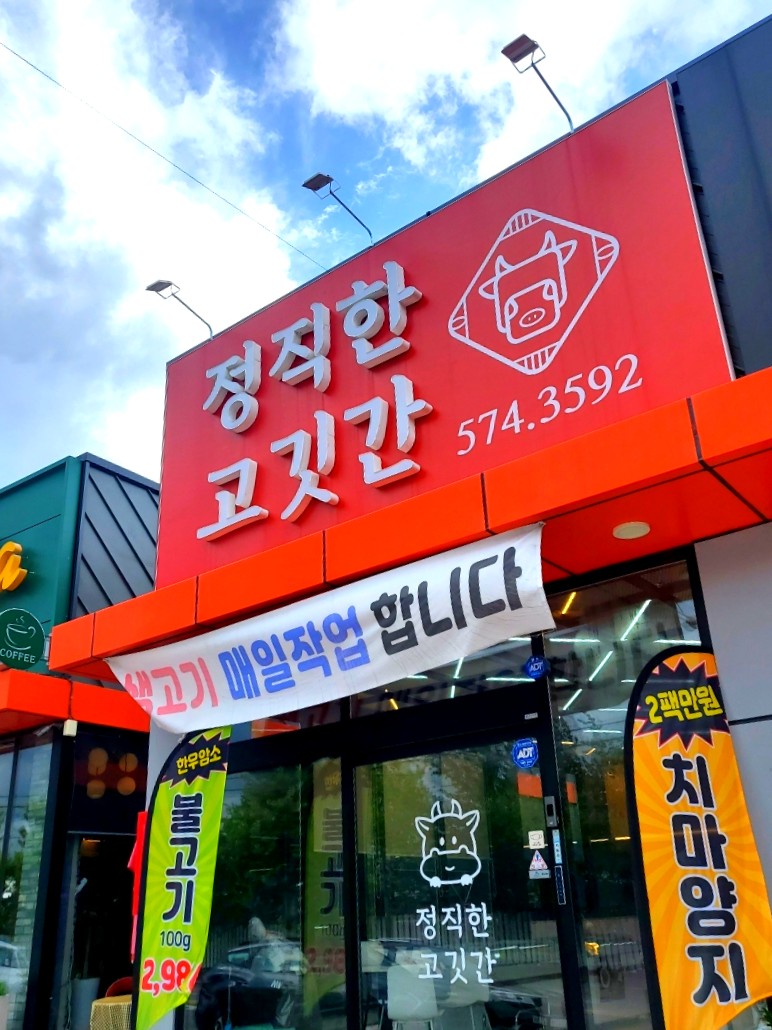 정직한
고깃간
574.3592
생고기 매일작업 합니다
COFFEE
ADT
ADT
한우암소
불고기
100g
2,98
2팩만원
치마양지
정직한
고깃간